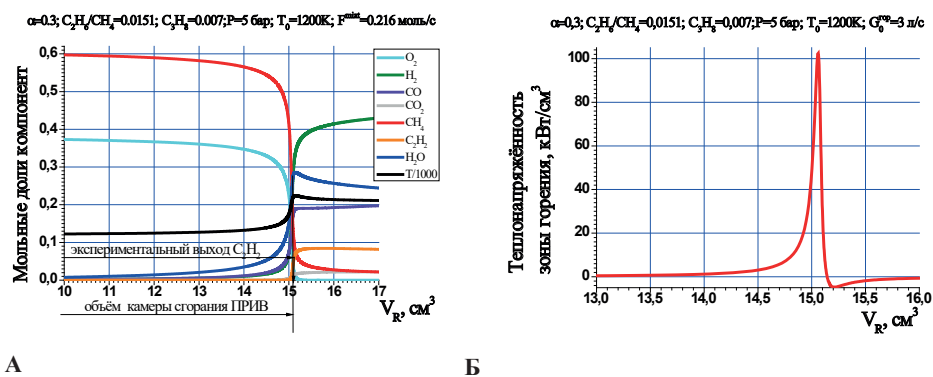 α=0.3; C₂H₆/CH₄=0.0151; C₃H₈=0.007;P=5 бар; T₀=1200K; F^mixt=0.216 моль/с
Мольные доли компонент
0,6
0,5
0,4
0,3
0,2
0,1
0,0
O₂
H₂
CO
CO₂
CH₄
C₂H₂
H₂O
T/1000
экспериментальный выход C₂H₂
10 11 12 13 14 15 16 17
объём камеры сгорания ПРИВ
V_R, см³
А
α=0,3; C₂H₆/CH₄=0,0151; C₃H₈=0,007;P=5 бар; T₀=1200K; G₀^гор=3 л/с
Теплонапряжённость
зоны горения, кВт/см³
100
80
60
40
20
0
13,0 13,5 14,0 14,5 15,0 15,5 16,0
V_R, см³
Б